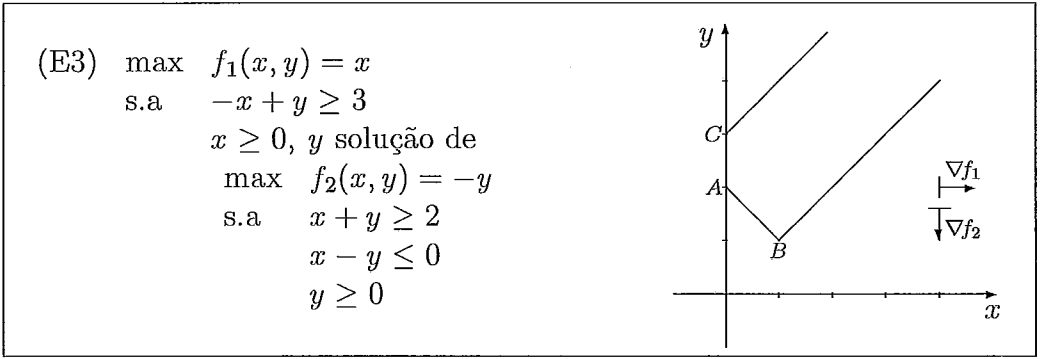 (E3) max f₁(x, y) = x
s.a −x + y ≥ 3
x ≥ 0, y solução de
max f₂(x, y) = −y
s.a x + y ≥ 2
x − y ≤ 0
y ≥ 0
y
C
A
∇f₁
∇f₂
B
x